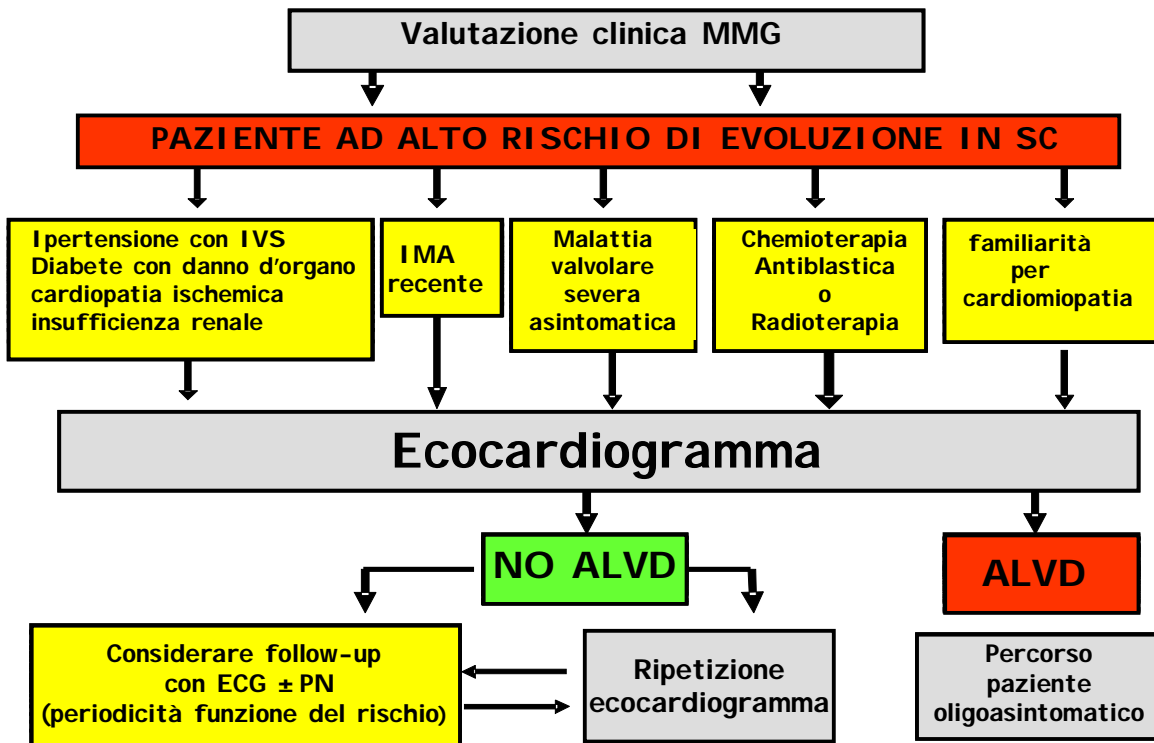 Valutazione clinica MMG
PAZIENTE AD ALTO RISCHIO DI EVOLUZIONE IN SC
Ipertensione con IVS
Diabete con danno d'organo
cardiopatia ischemica
insufficienza renale
IMA
recente
Malattia
valvolare
severa
asintomatica
Chemioterapia
Antiblastica
o
Radioterapia
familiarità
per
cardiomiopatia
Ecocardiogramma
NO ALVD
ALVD
Considerare follow-up
con ECG ± PN
(periodicità funzione del rischio)
Ripetizione
ecocardiogramma
Percorso
paziente
oligoasintomatico